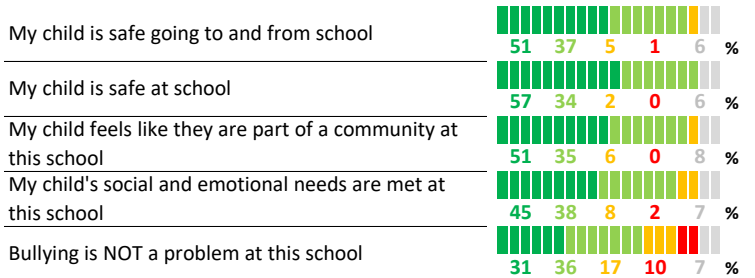 My child is safe going to and from school
51 37 5 1 6 %
My child is safe at school
57 34 2 0 6 %
My child feels like they are part of a community at
this school
51 35 6 0 8 %
My child's social and emotional needs are met at
this school
45 38 8 2 7 %
Bullying is NOT a problem at this school
31 36 17 10 7 %